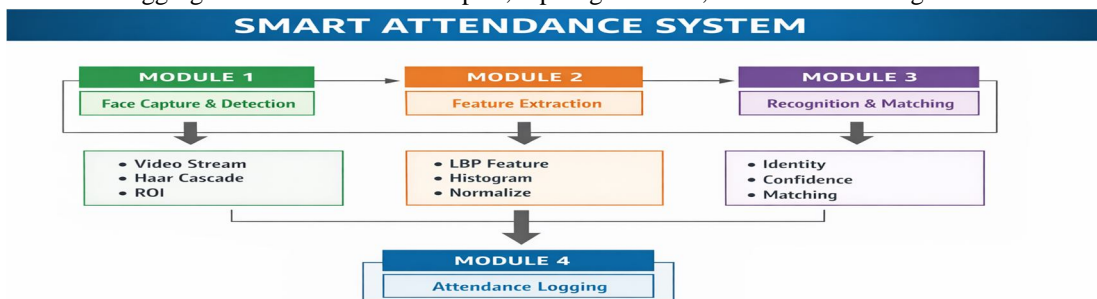 SMART ATTENDANCE SYSTEM
MODULE 1
Face Capture & Detection
• Video Stream
• Haar Cascade
• ROI
MODULE 2
Feature Extraction
• LBP Feature
• Histogram
• Normalize
MODULE 3
Recognition & Matching
• Identity
• Confidence
• Matching
MODULE 4
Attendance Logging